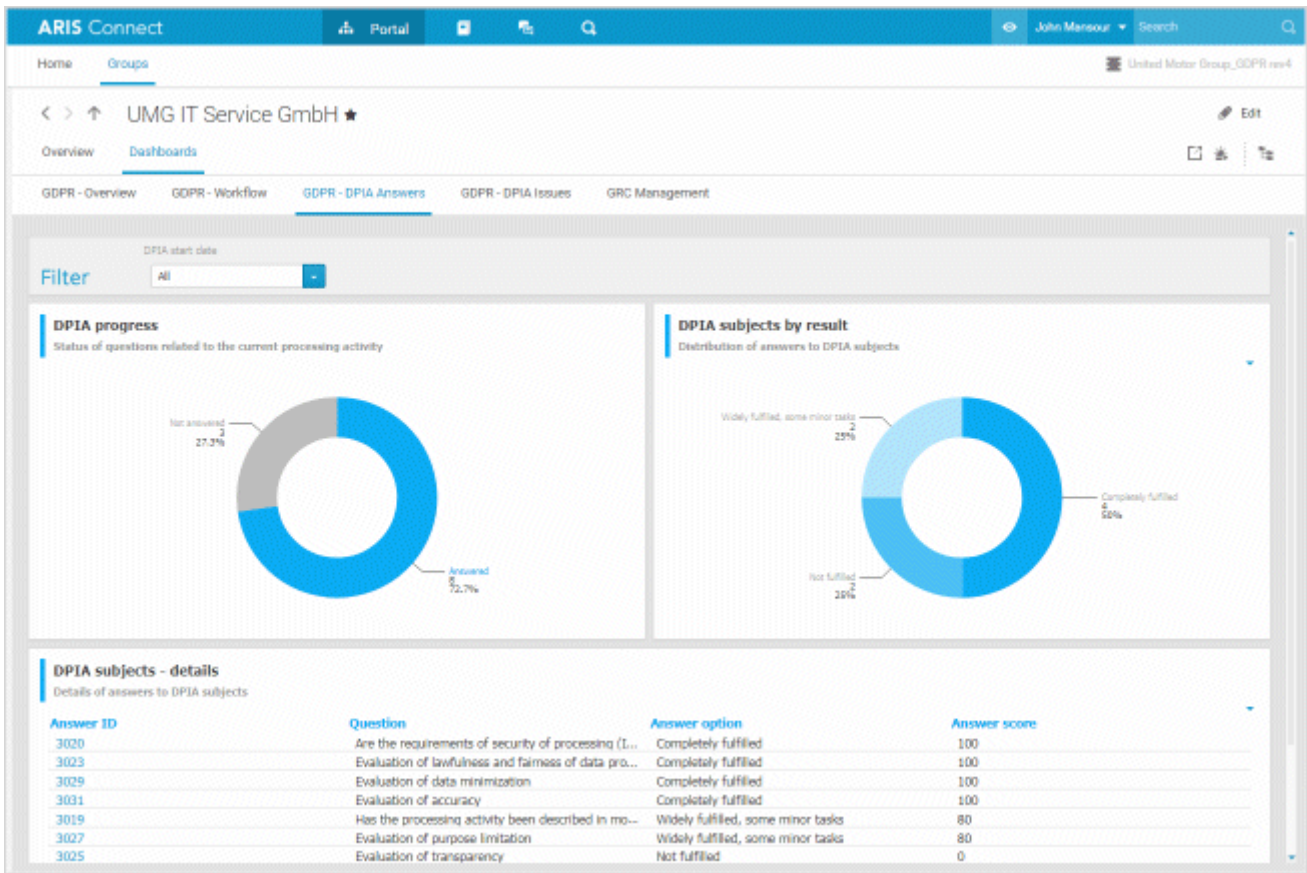 ARIS Connect Portal John Mansour Search
Home Groups United Motor Group_GDPR rev4
UMG IT Service GmbH Edit
Overview Dashboards
GDPR - Overview GDPR - Workflow GDPR - DPIA Answers GDPR - DPIA Issues GRC Management
DPIA start date
Filter All
DPIA progress
Status of questions related to the current processing activity
Not answered
3
27.3%
Answered
8
72.7%
DPIA subjects by result
Distribution of answers to DPIA subjects
Widely fulfilled, some minor tasks
2
25%
Completely fulfilled
4
50%
Not fulfilled
2
25%
DPIA subjects - details
Details of answers to DPIA subjects
Answer ID Question Answer option Answer score
3020 Are the requirements of security of processing (I... Completely fulfilled 100
3023 Evaluation of lawfulness and fairness of data pro... Completely fulfilled 100
3029 Evaluation of data minimization Completely fulfilled 100
3031 Evaluation of accuracy Completely fulfilled 100
3019 Has the processing activity been described in mo... Widely fulfilled, some minor tasks 80
3027 Evaluation of purpose limitation Widely fulfilled, some minor tasks 80
3025 Evaluation of transparency Not fulfilled 0